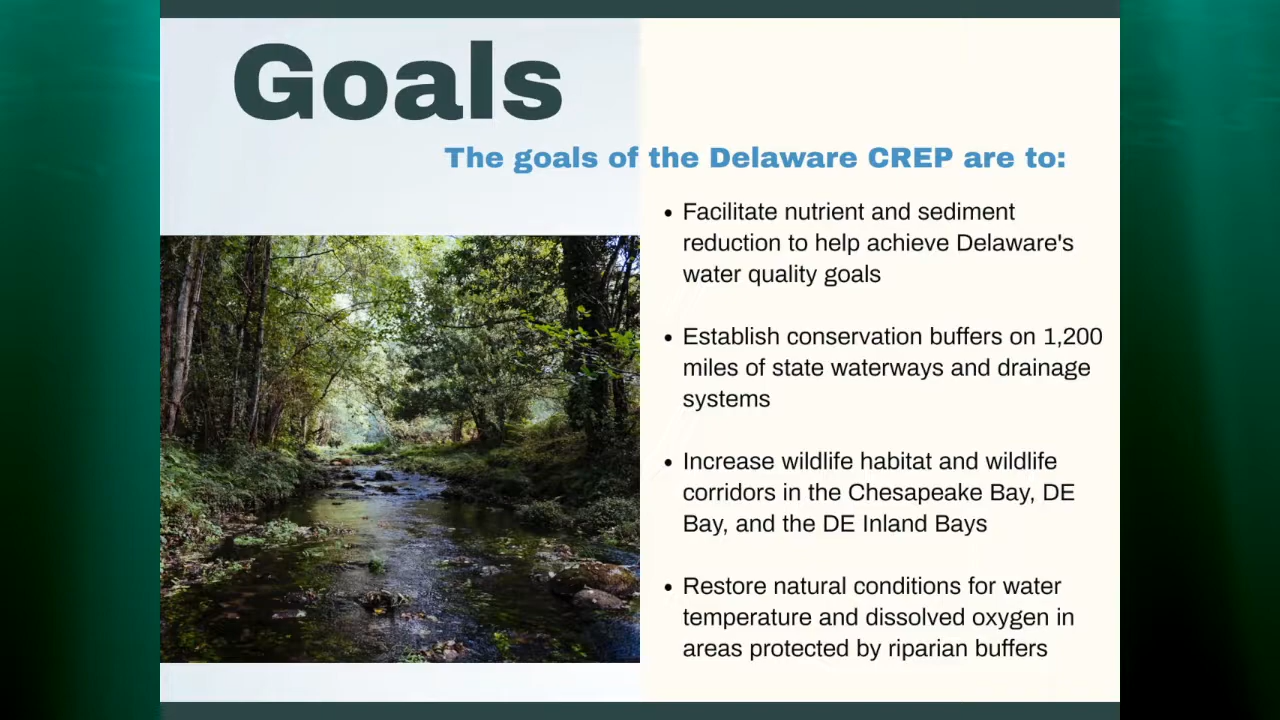 Goals
The goals of the Delaware CREP are to:
• Facilitate nutrient and sediment
reduction to help achieve Delaware's
water quality goals
• Establish conservation buffers on 1,200
miles of state waterways and drainage
systems
• Increase wildlife habitat and wildlife
corridors in the Chesapeake Bay, DE
Bay, and the DE Inland Bays
• Restore natural conditions for water
temperature and dissolved oxygen in
areas protected by riparian buffers